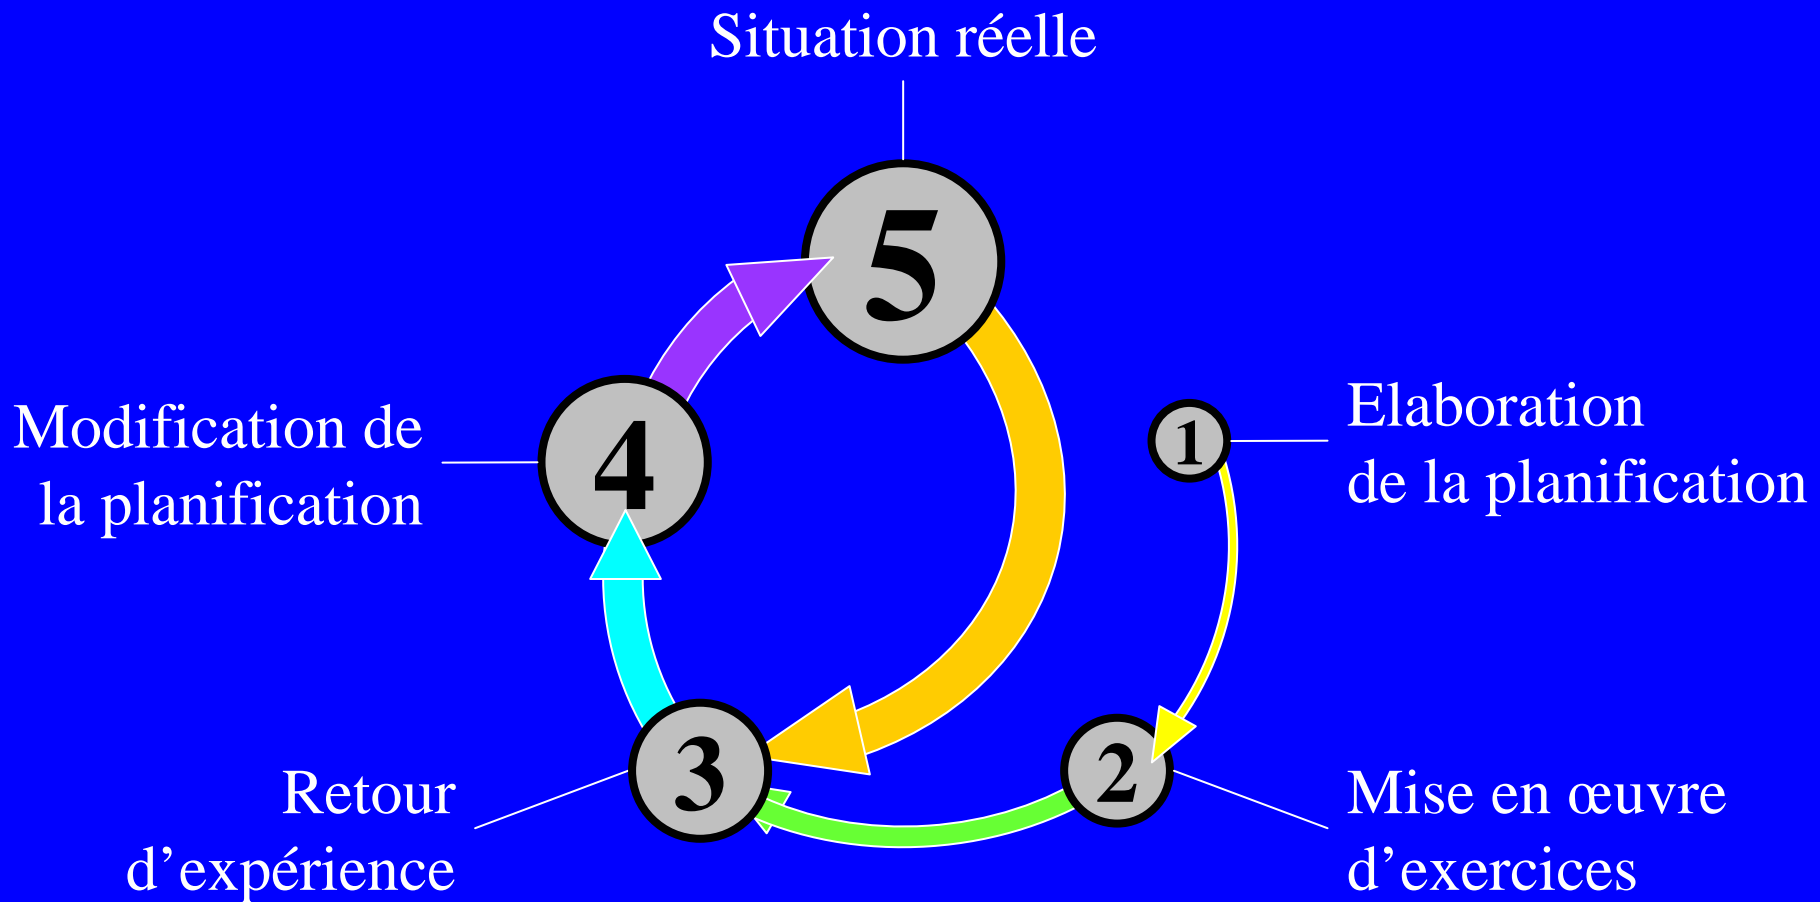 Situation réelle
5
1
Elaboration
de la planification
Modification de
la planification
4
3
2
Retour
d’expérience
Mise en œuvre
d’exercices